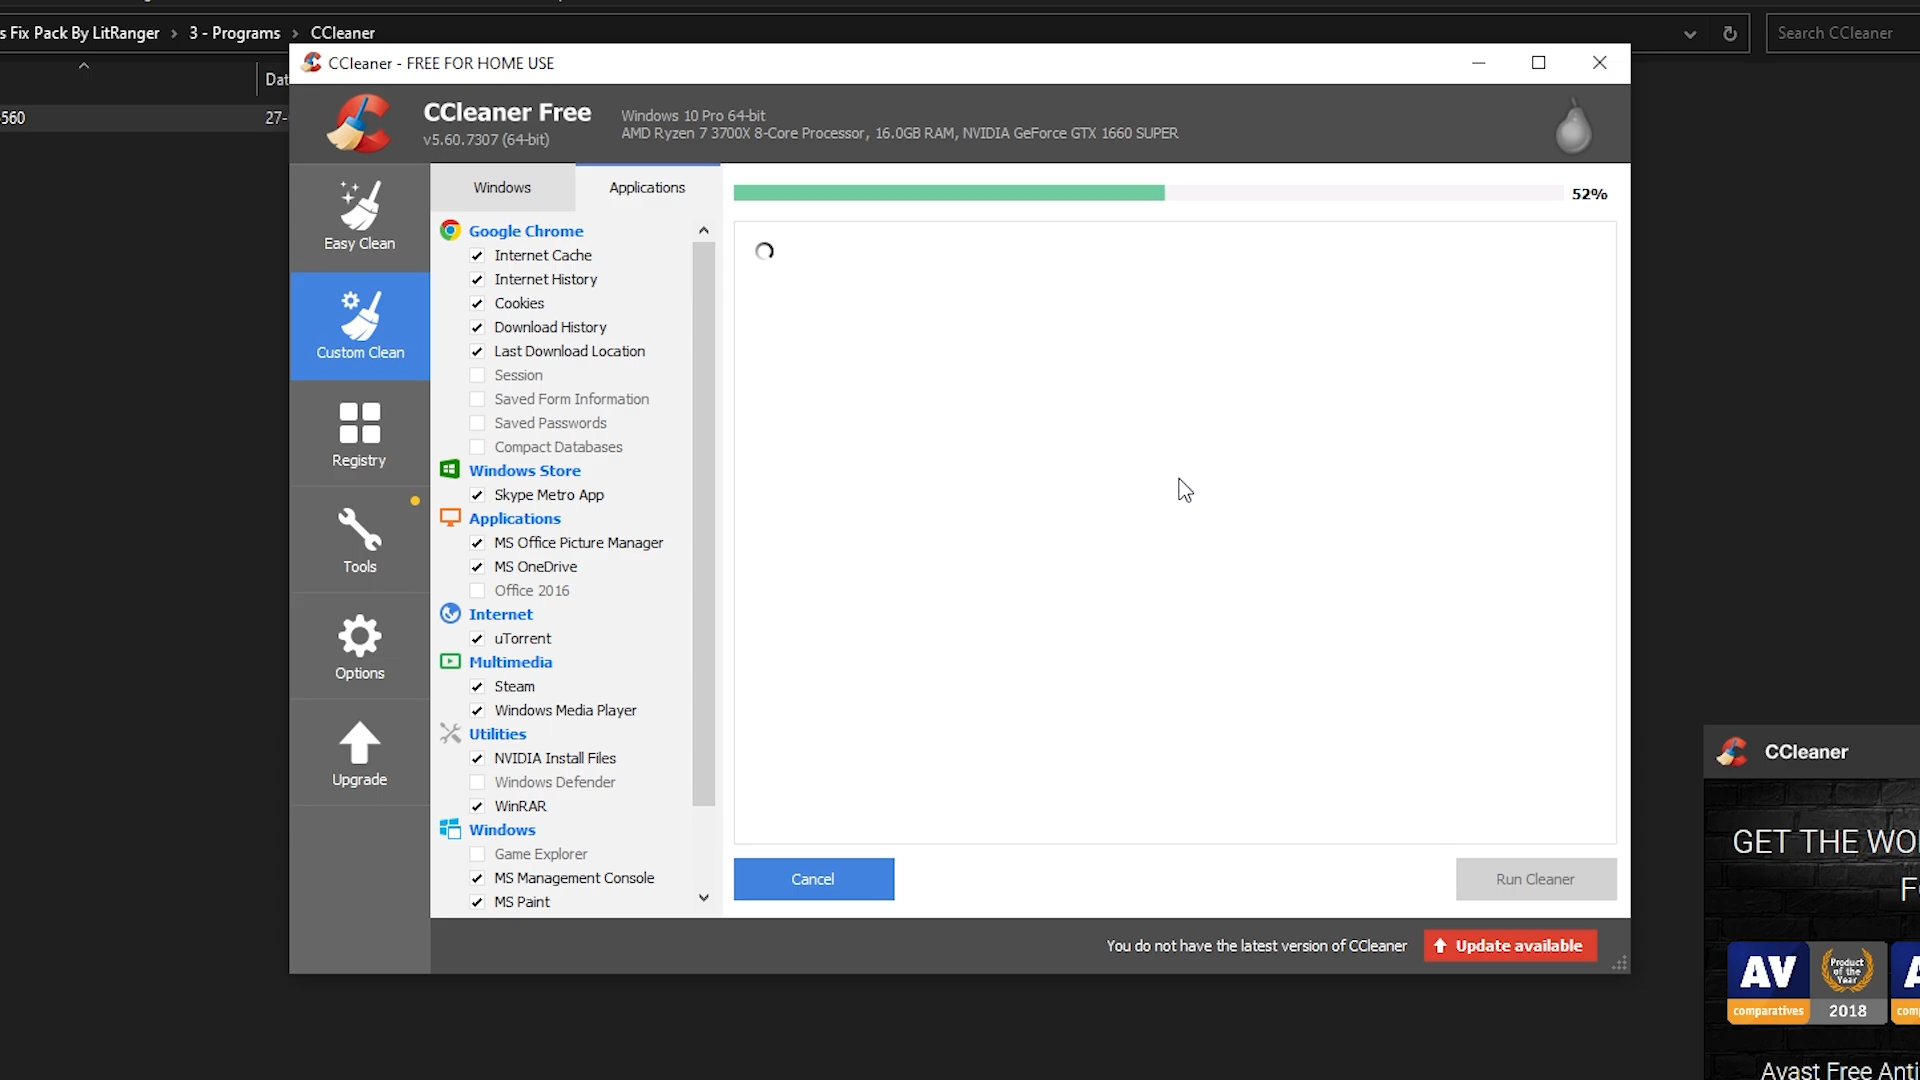 s Fix Pack By LitRanger › 3 - Programs › CCleaner
Search CCleaner
Dat
560
27-
CCleaner - FREE FOR HOME USE
CCleaner Free
v5.60.7307 (64-bit)
Windows 10 Pro 64-bit
AMD Ryzen 7 3700X 8-Core Processor, 16.0GB RAM, NVIDIA GeForce GTX 1660 SUPER
Easy Clean
Custom Clean
Registry
Tools
Options
Upgrade
Windows
Applications
Google Chrome
Internet Cache
Internet History
Cookies
Download History
Last Download Location
Session
Saved Form Information
Saved Passwords
Compact Databases
Windows Store
Skype Metro App
Applications
MS Office Picture Manager
MS OneDrive
Office 2016
Internet
uTorrent
Multimedia
Steam
Windows Media Player
Utilities
NVIDIA Install Files
Windows Defender
WinRAR
Windows
Game Explorer
MS Management Console
MS Paint
52%
Cancel
Run Cleaner
You do not have the latest version of CCleaner
Update available
CCleaner
GET THE WO
F
AV
comparatives
Product
of the
Year
2018
A
comp
Avast Free Anti